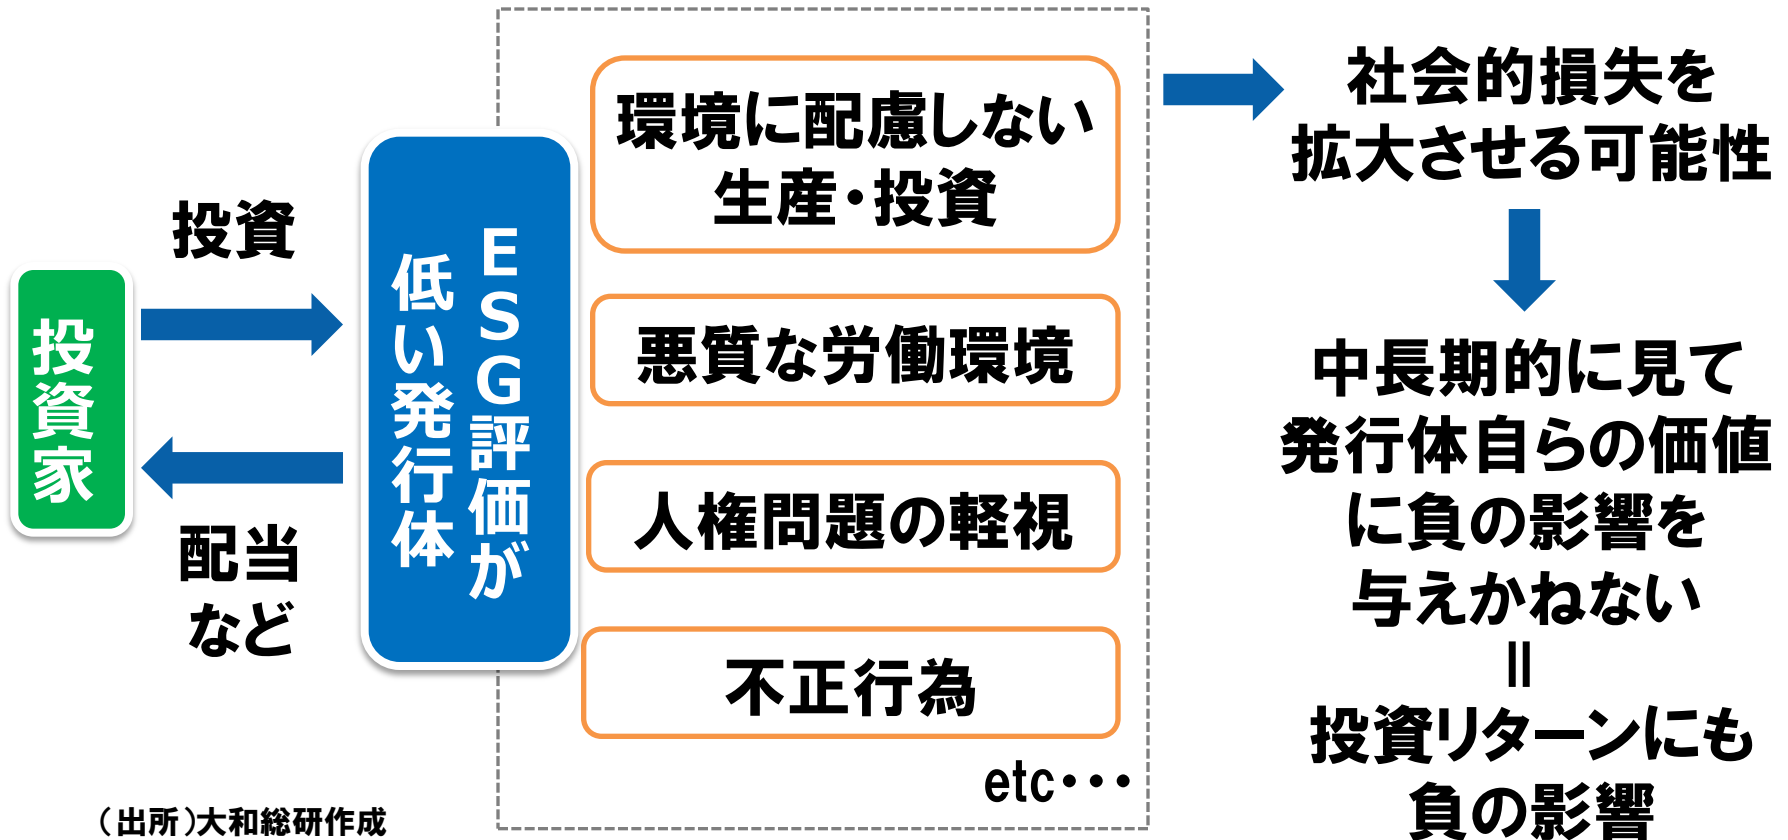 投資家
投資
配当
など
ESG評価が
低い発行体
環境に配慮しない
生産・投資
悪質な労働環境
人権問題の軽視
不正行為
etc・・・
社会的損失を
拡大させる可能性
中長期的に見て
発行体自らの価値
に負の影響を
与えかねない
＝
投資リターンにも
負の影響
（出所）大和総研作成